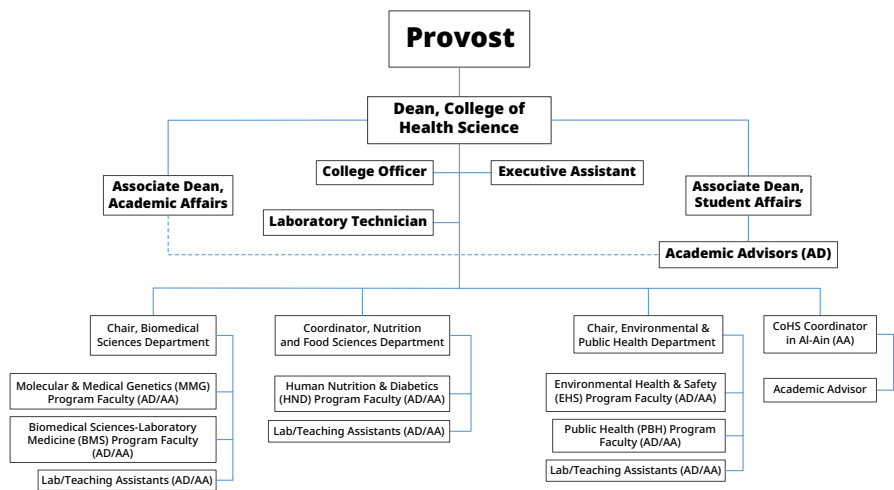 Provost
Dean, College of
Health Science
College Officer
Executive Assistant
Associate Dean,
Academic Affairs
Associate Dean,
Student Affairs
Laboratory Technician
Academic Advisors (AD)
Chair, Biomedical
Sciences Department
Coordinator, Nutrition
and Food Sciences Department
Chair, Environmental &
Public Health Department
CoHS Coordinator
in Al-Ain (AA)
Molecular & Medical Genetics (MMG)
Program Faculty (AD/AA)
Human Nutrition & Diabetics
(HND) Program Faculty (AD/AA)
Environmental Health & Safety
(EHS) Program Faculty (AD/AA)
Academic Advisor
Biomedical Sciences-Laboratory
Medicine (BMS) Program Faculty
(AD/AA)
Lab/Teaching Assistants (AD/AA)
Public Health (PBH) Program
Faculty (AD/AA)
Lab/Teaching Assistants (AD/AA)
Lab/Teaching Assistants (AD/AA)